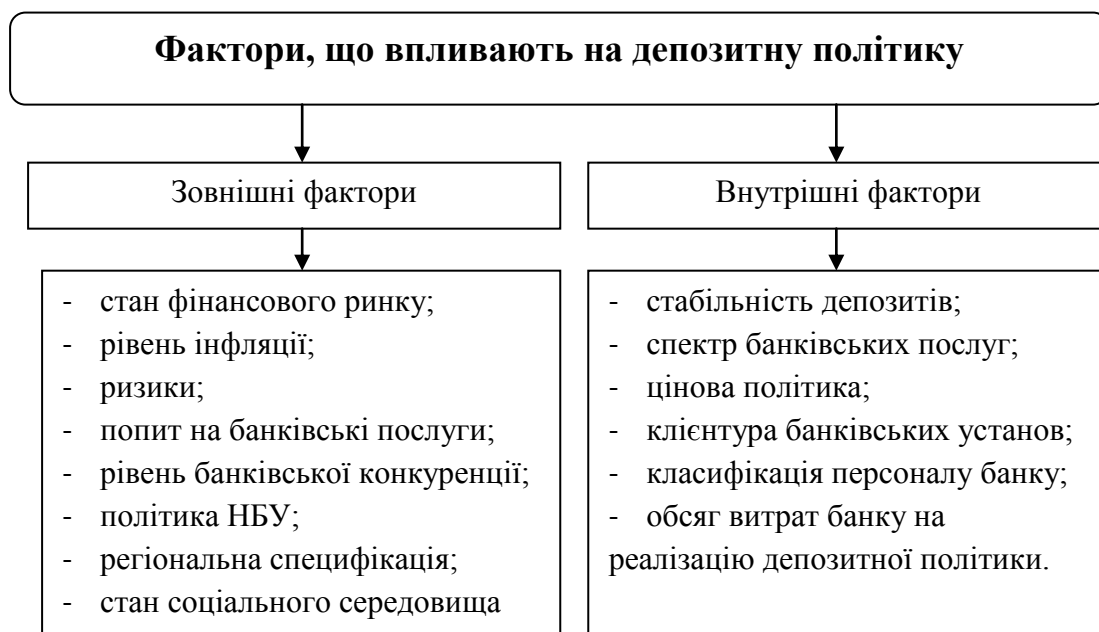 Фактори, що впливають на депозитну політику
Зовнішні фактори
- стан фінансового ринку;
- рівень інфляції;
- ризики;
- попит на банківські послуги;
- рівень банківської конкуренції;
- політика НБУ;
- регіональна специфікація;
- стан соціального середовища
Внутрішні фактори
- стабільність депозитів;
- спектр банківських послуг;
- цінова політика;
- клієнтура банківських установ;
- класифікація персоналу банку;
- обсяг витрат банку на
реалізацію депозитної політики.